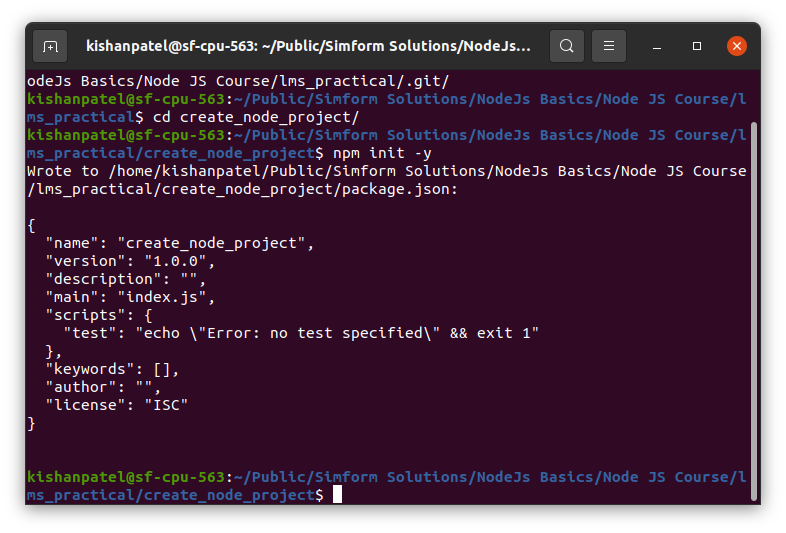 kishanpatel@sf-cpu-563: ~/Public/Simform Solutions/NodeJs...
odeJs Basics/Node JS Course/lms_practical/.git/
kishanpatel@sf-cpu-563:~/Public/Simform Solutions/NodeJs Basics/Node JS Course/l
ms_practical$ cd create_node_project/
kishanpatel@sf-cpu-563:~/Public/Simform Solutions/NodeJs Basics/Node JS Course/l
ms_practical/create_node_project$ npm init -y
Wrote to /home/kishanpatel/Public/Simform Solutions/NodeJs Basics/Node JS Course
/lms_practical/create_node_project/package.json:

{
  "name": "create_node_project",
  "version": "1.0.0",
  "description": "",
  "main": "index.js",
  "scripts": {
    "test": "echo \"Error: no test specified\" && exit 1"
  },
  "keywords": [],
  "author": "",
  "license": "ISC"
}

kishanpatel@sf-cpu-563:~/Public/Simform Solutions/NodeJs Basics/Node JS Course/l
ms_practical/create_node_project$